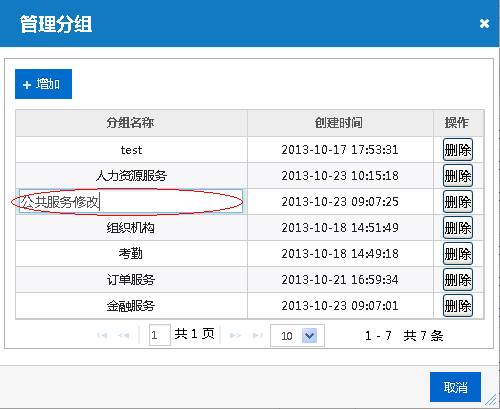 管理分组
+ 增加
分组名称 创建时间 操作
test 2013-10-17 17:53:31 删除
人力资源服务 2013-10-23 10:15:18 删除
公共服务修改 2013-10-23 09:07:25 删除
组织机构 2013-10-18 14:51:49 删除
考勤 2013-10-18 14:49:18 删除
订单服务 2013-10-21 16:59:34 删除
金融服务 2013-10-23 09:07:01 删除
1 共 1 页 10 1 - 7 共 7 条
取消